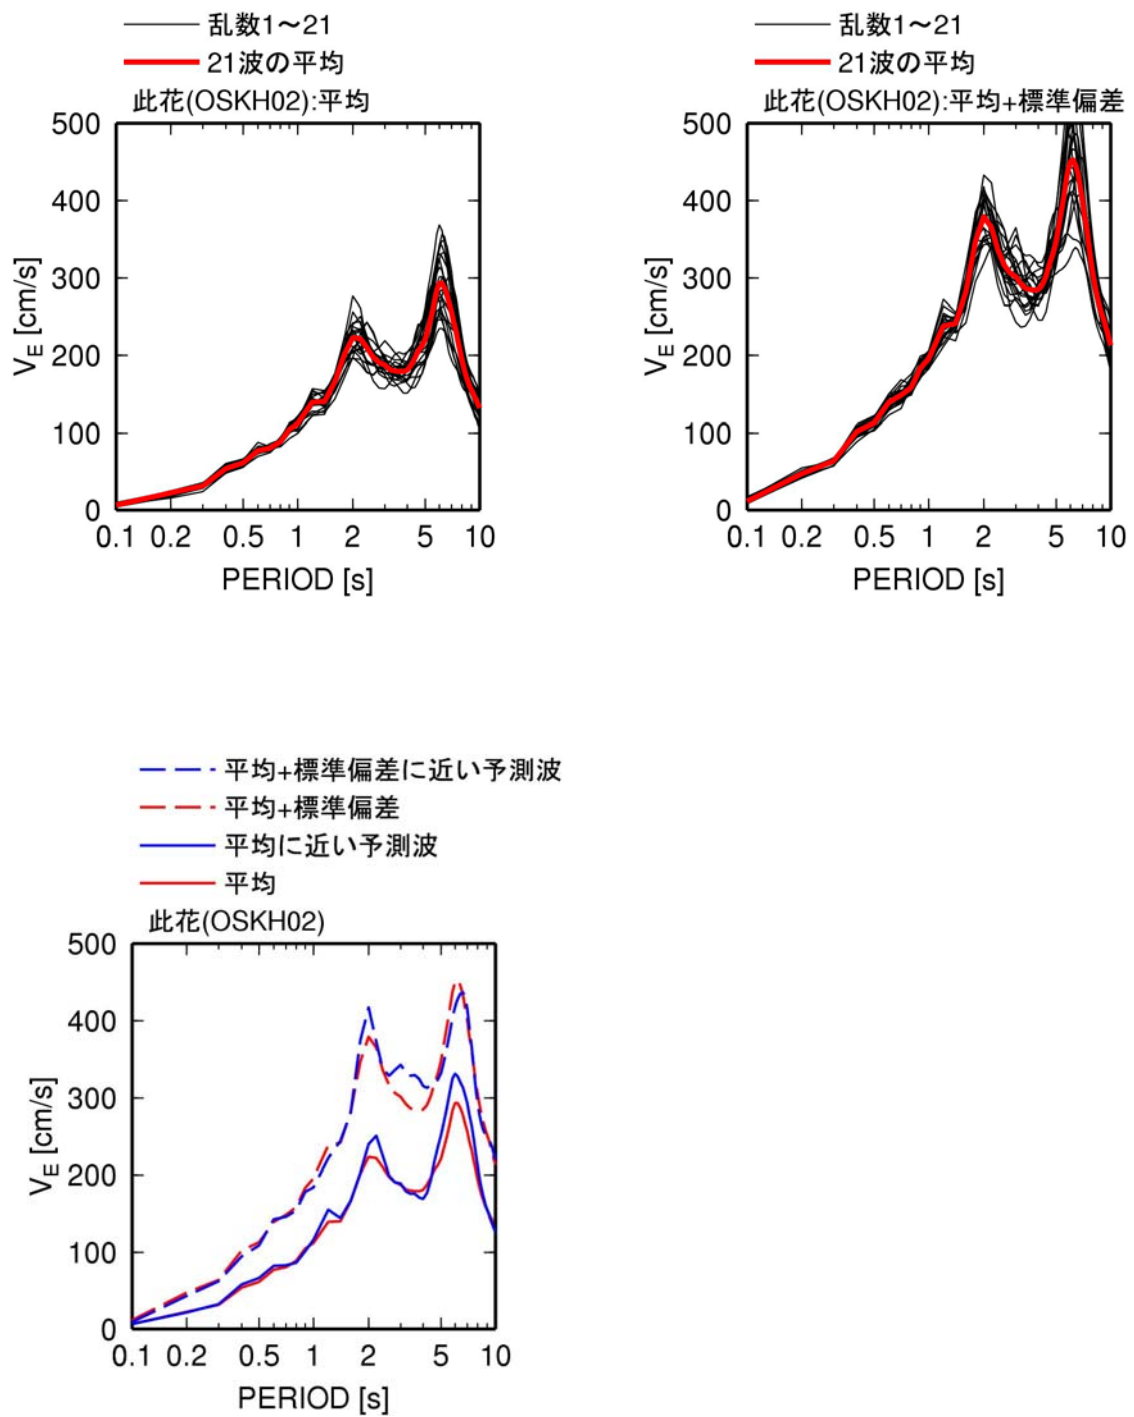 乱数1～21
21波の平均
此花(OSKH02):平均
500
400
300
200
100
0
VE [cm/s]
0.1 0.2 0.5 1 2 5 10
PERIOD [s]
乱数1～21
21波の平均
此花(OSKH02):平均+標準偏差
500
400
300
200
100
0
VE [cm/s]
0.1 0.2 0.5 1 2 5 10
PERIOD [s]
平均+標準偏差に近い予測波
平均+標準偏差
平均に近い予測波
平均
此花(OSKH02)
500
400
300
200
100
0
VE [cm/s]
0.1 0.2 0.5 1 2 5 10
PERIOD [s]